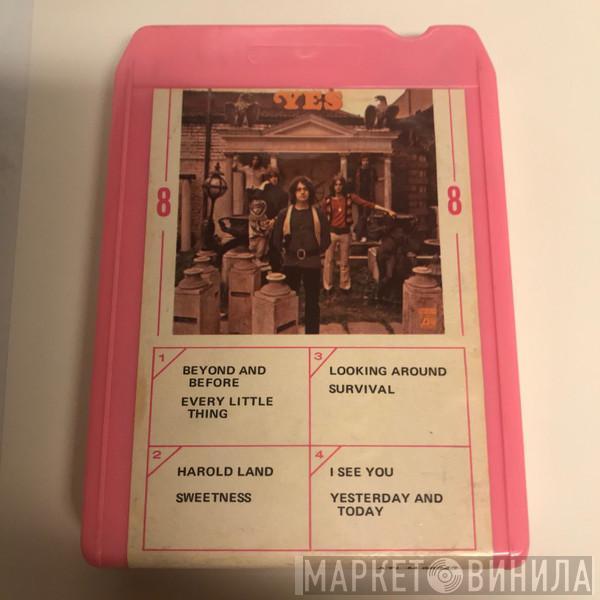 YES
8
8
1
BEYOND AND
BEFORE
EVERY LITTLE
THING
3
LOOKING AROUND
SURVIVAL
2
HAROLD LAND
SWEETNESS
4
I SEE YOU
YESTERDAY AND
TODAY
МАРКЕТ ВИНИЛА